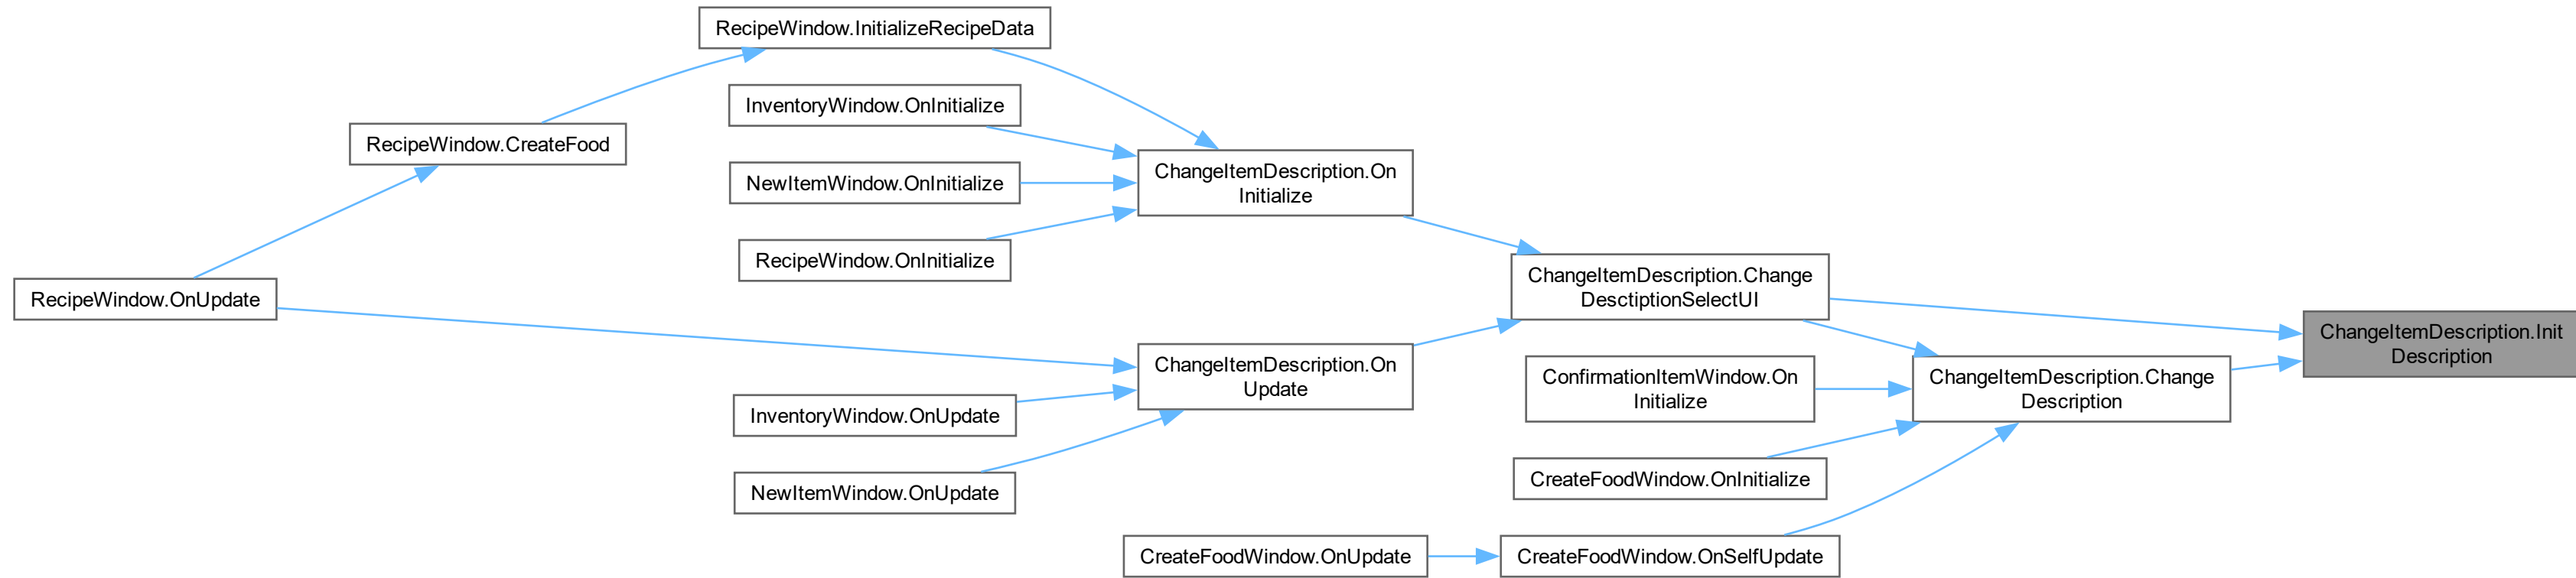 RecipeWindow.InitializeRecipeData
InventoryWindow.OnInitialize
RecipeWindow.CreateFood
NewItemWindow.OnInitialize
ChangeItemDescription.On
Initialize
RecipeWindow.OnInitialize
RecipeWindow.OnUpdate
ChangeItemDescription.Change
DesctiptionSelectUI
ChangeItemDescription.Init
Description
ChangeItemDescription.On
Update
ConfirmationItemWindow.On
Initialize
ChangeItemDescription.Change
Description
InventoryWindow.OnUpdate
CreateFoodWindow.OnInitialize
NewItemWindow.OnUpdate
CreateFoodWindow.OnUpdate
CreateFoodWindow.OnSelfUpdate